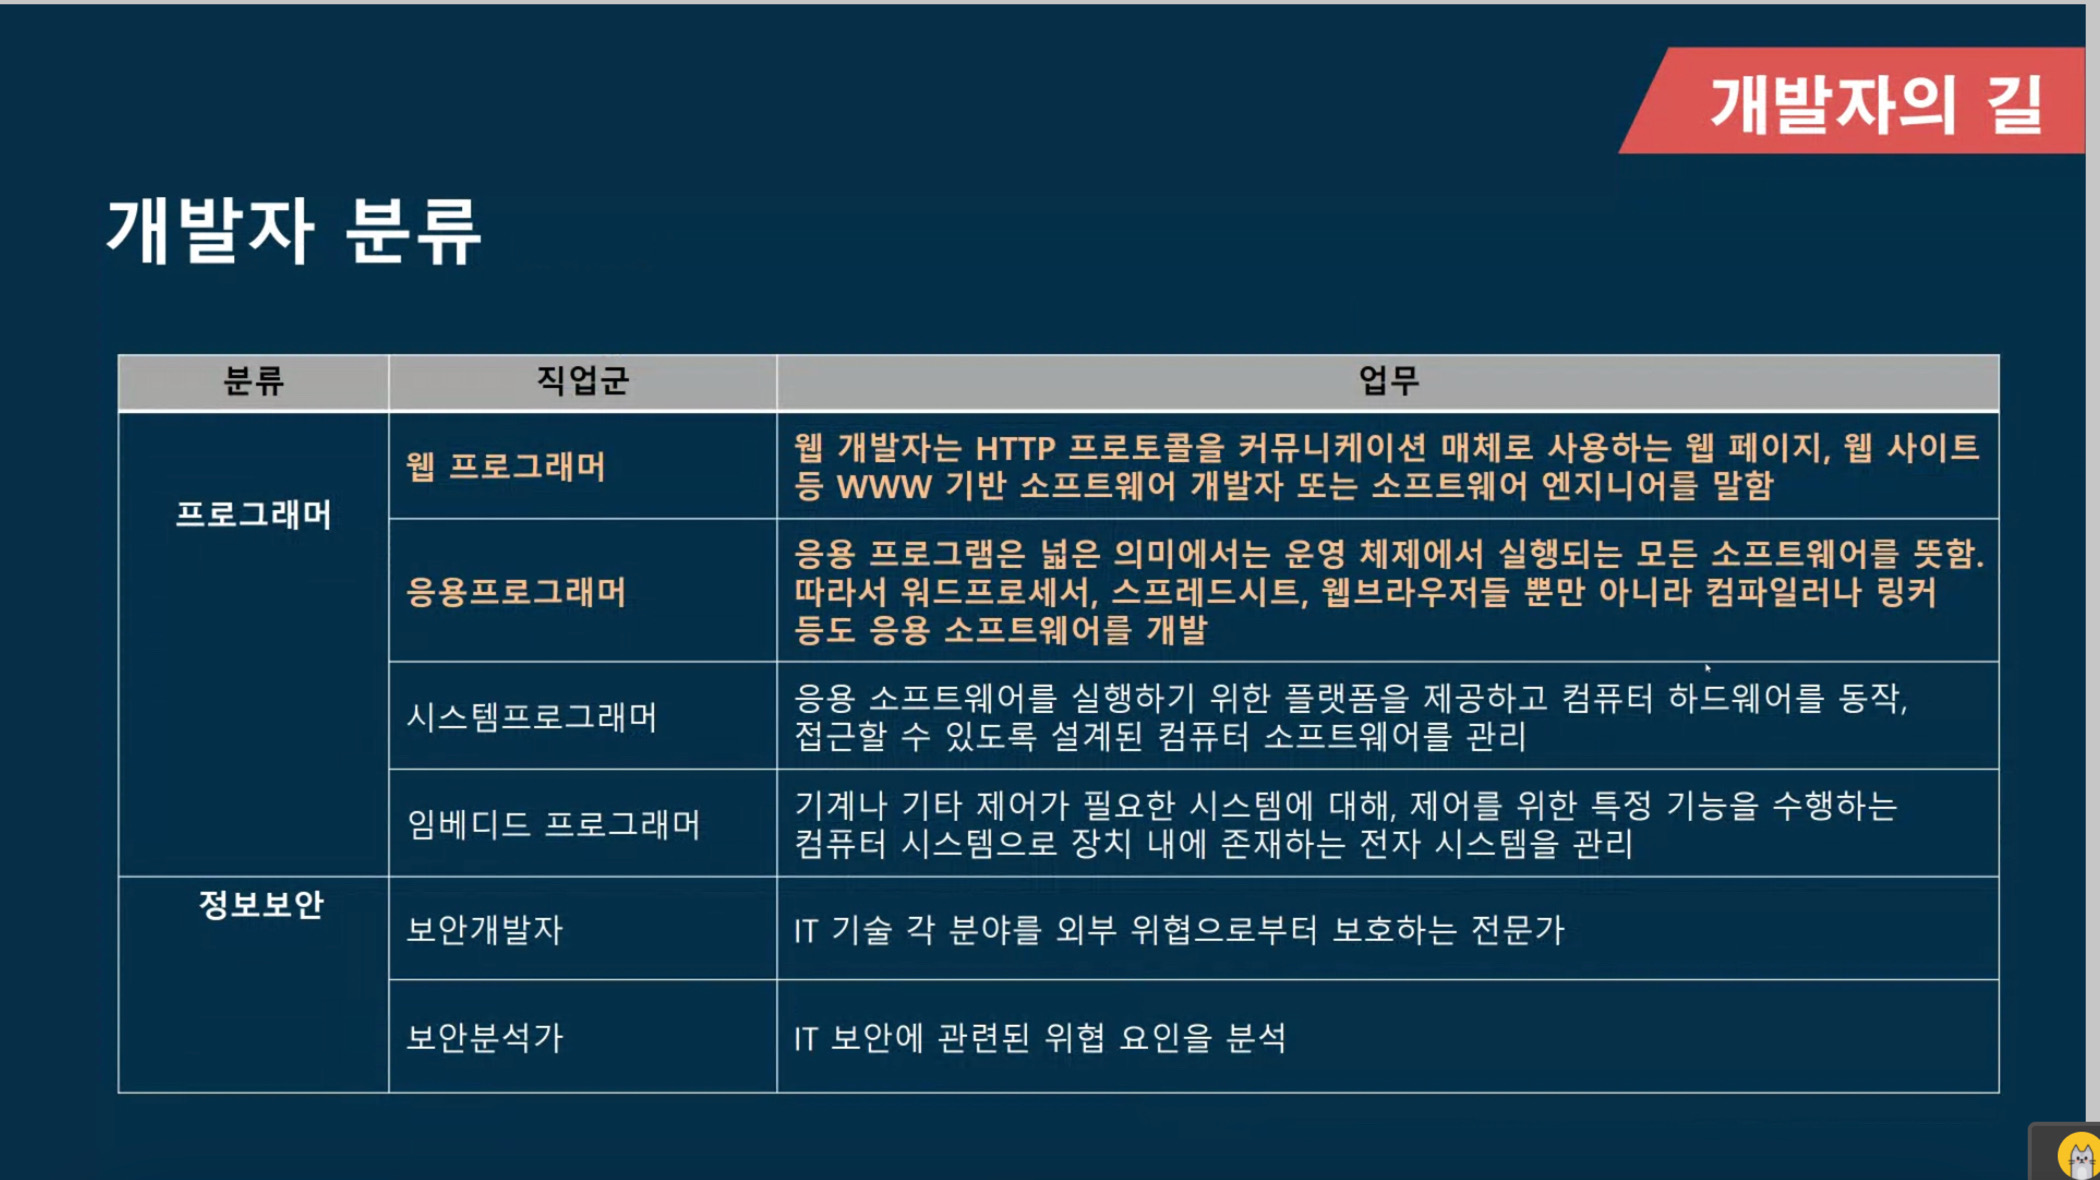 개발자의 길
개발자 분류
분류
직업군
업무
프로그래머
웹 프로그래머
웹 개발자는 HTTP 프로토콜을 커뮤니케이션 매체로 사용하는 웹 페이지, 웹 사이트
등 WWW 기반 소프트웨어 개발자 또는 소프트웨어 엔지니어를 말함
응용프로그래머
응용 프로그램은 넓은 의미에서는 운영 체제에서 실행되는 모든 소프트웨어를 뜻함.
따라서 워드프로세서, 스프레드시트, 웹브라우저들 뿐만 아니라 컴파일러나 링커
등도 응용 소프트웨어를 개발
시스템프로그래머
응용 소프트웨어를 실행하기 위한 플랫폼을 제공하고 컴퓨터 하드웨어를 동작,
접근할 수 있도록 설계된 컴퓨터 소프트웨어를 관리
임베디드 프로그래머
기계나 기타 제어가 필요한 시스템에 대해, 제어를 위한 특정 기능을 수행하는
컴퓨터 시스템으로 장치 내에 존재하는 전자 시스템을 관리
정보보안
보안개발자
IT 기술 각 분야를 외부 위협으로부터 보호하는 전문가
보안분석가
IT 보안에 관련된 위협 요인을 분석